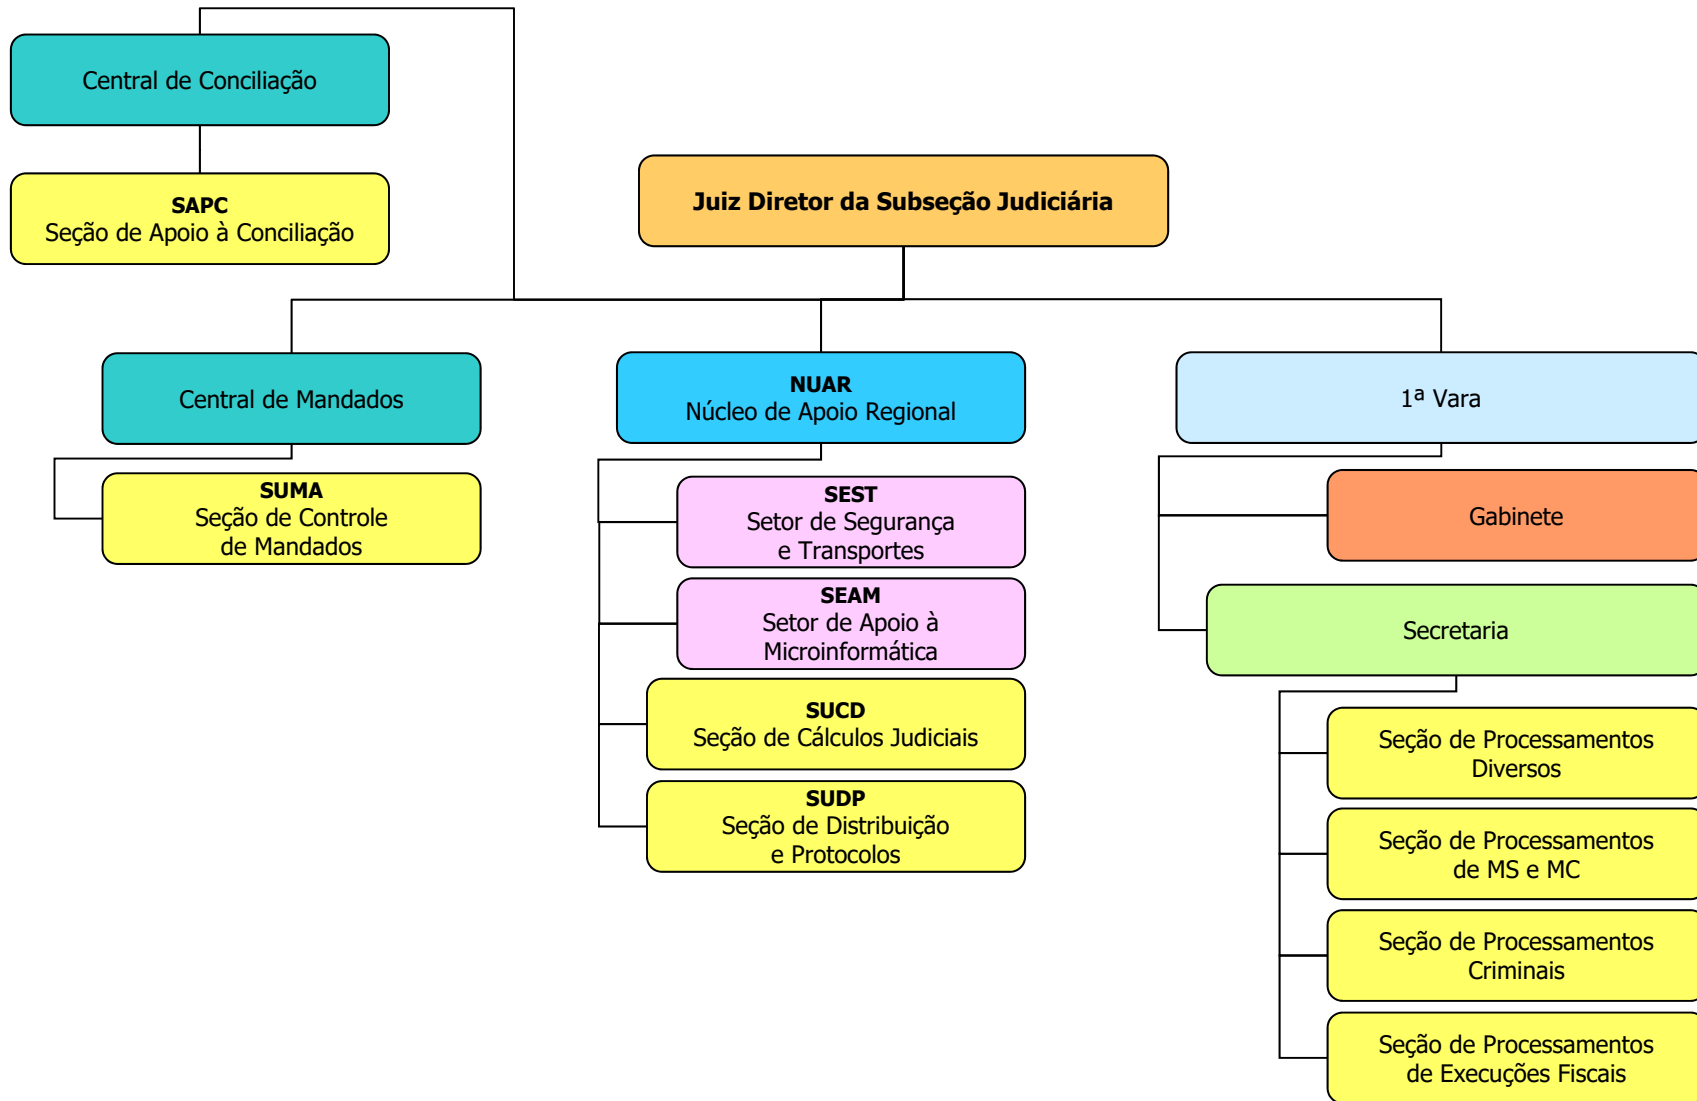 Central de Conciliação
SAPC
Seção de Apoio à Conciliação
Juiz Diretor da Subseção Judiciária
Central de Mandados
SUMA
Seção de Controle
de Mandados
NUAR
Núcleo de Apoio Regional
SEST
Setor de Segurança
e Transportes
SEAM
Setor de Apoio à
Microinformática
SUCD
Seção de Cálculos Judiciais
SUDP
Seção de Distribuição
e Protocolos
1ª Vara
Gabinete
Secretaria
Seção de Processamentos
Diversos
Seção de Processamentos
de MS e MC
Seção de Processamentos
Criminais
Seção de Processamentos
de Execuções Fiscais